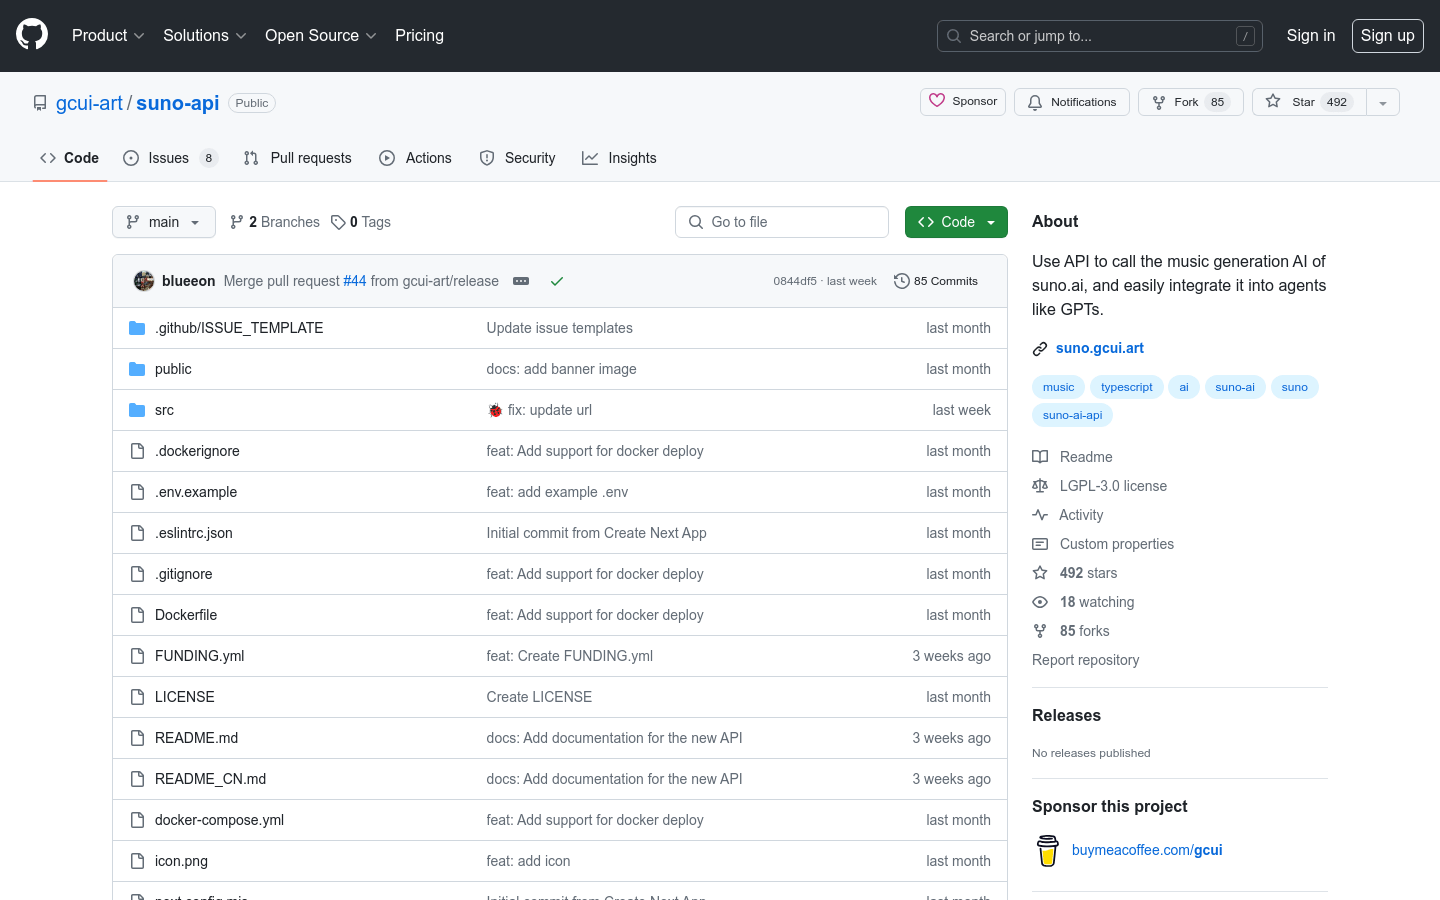 Product Solutions Open Source Pricing Search or jump to... / Sign in Sign up
gcui-art / suno-api Public Sponsor Notifications Fork 85 Star 492
Code Issues 8 Pull requests Actions Security Insights
main 2 Branches 0 Tags Go to file Code
blueeon Merge pull request #44 from gcui-art/release 0844df5 · last week 85 Commits
.github/ISSUE_TEMPLATE Update issue templates last month
public docs: add banner image last month
src 🐞 fix: update url last week
.dockerignore feat: Add support for docker deploy last month
.env.example feat: add example .env last month
.eslintrc.json Initial commit from Create Next App last month
.gitignore feat: Add support for docker deploy last month
Dockerfile feat: Add support for docker deploy last month
FUNDING.yml feat: Create FUNDING.yml 3 weeks ago
LICENSE Create LICENSE last month
README.md docs: Add documentation for the new API 3 weeks ago
README_CN.md docs: Add documentation for the new API 3 weeks ago
docker-compose.yml feat: Add support for docker deploy last month
icon.png feat: add icon last month
About
Use API to call the music generation AI of
suno.ai, and easily integrate it into agents
like GPTs.
suno.gcui.art
music typescript ai suno-ai suno
suno-ai-api
Readme
LGPL-3.0 license
Activity
Custom properties
492 stars
18 watching
85 forks
Report repository
Releases
No releases published
Sponsor this project
buymeacoffee.com/gcui